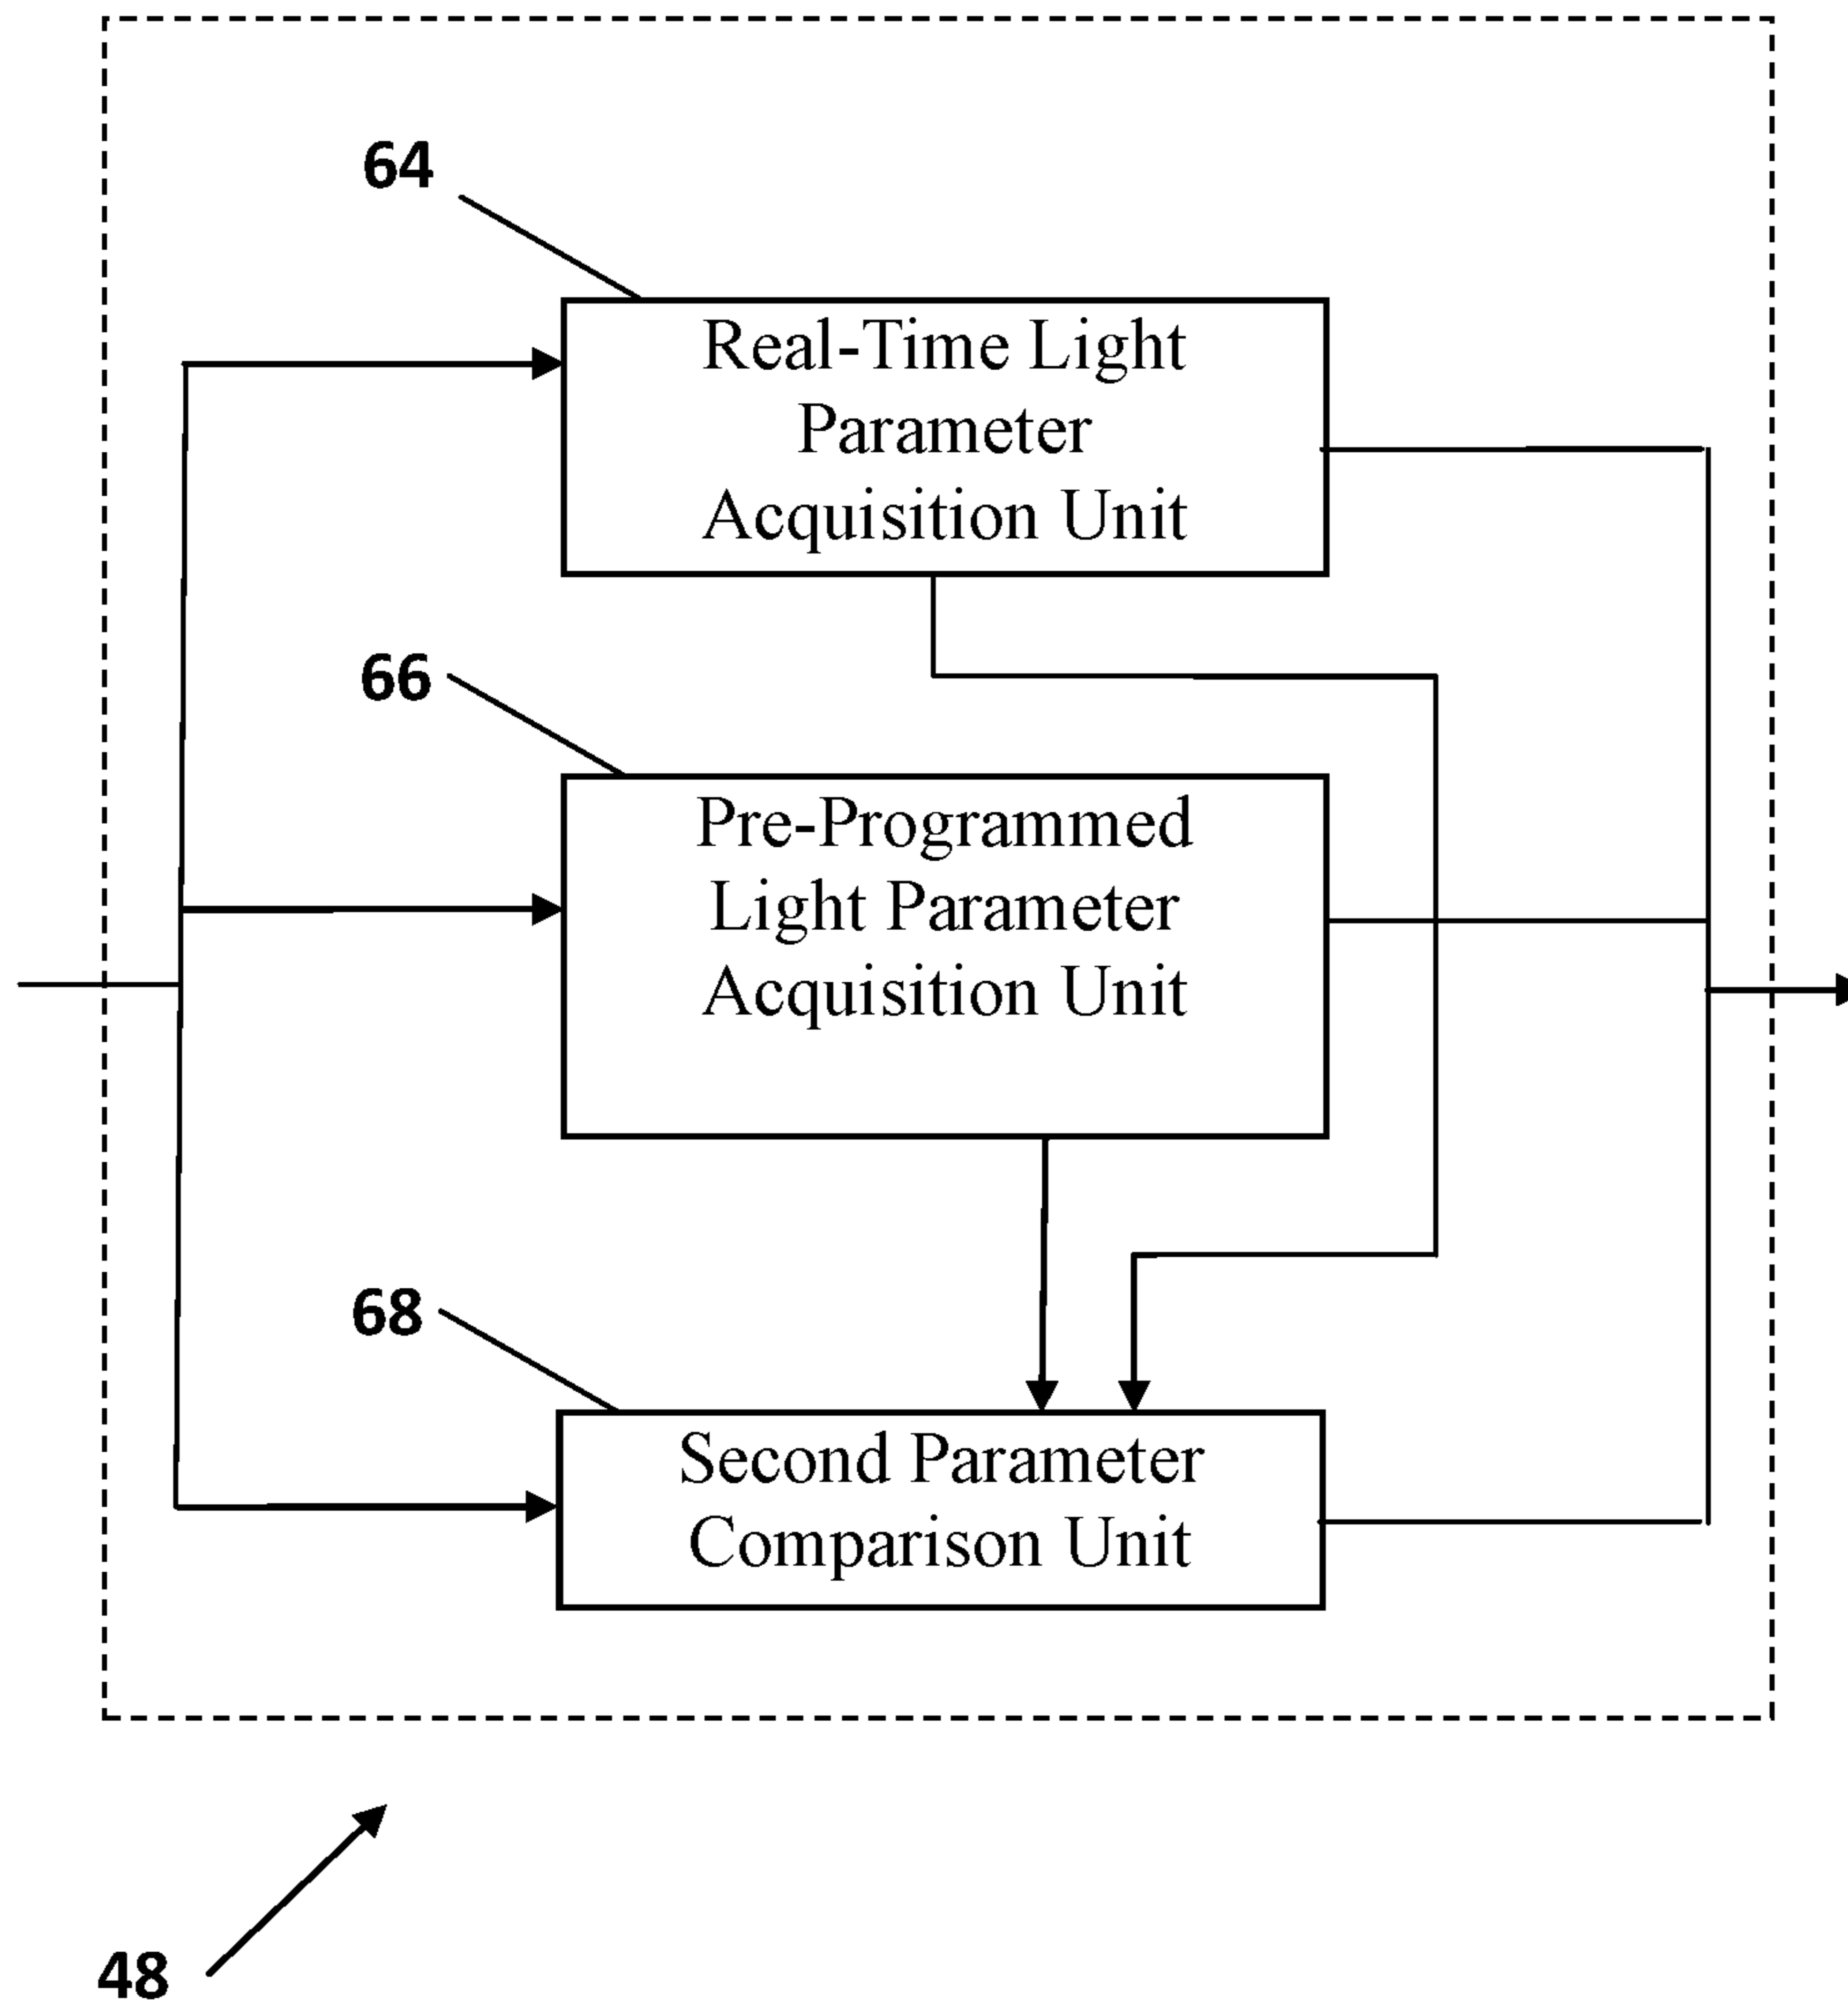 64
Real-Time Light
Parameter
Acquisition Unit
66
Pre-Programmed
Light Parameter
Acquisition Unit
68
Second Parameter
Comparison Unit
48